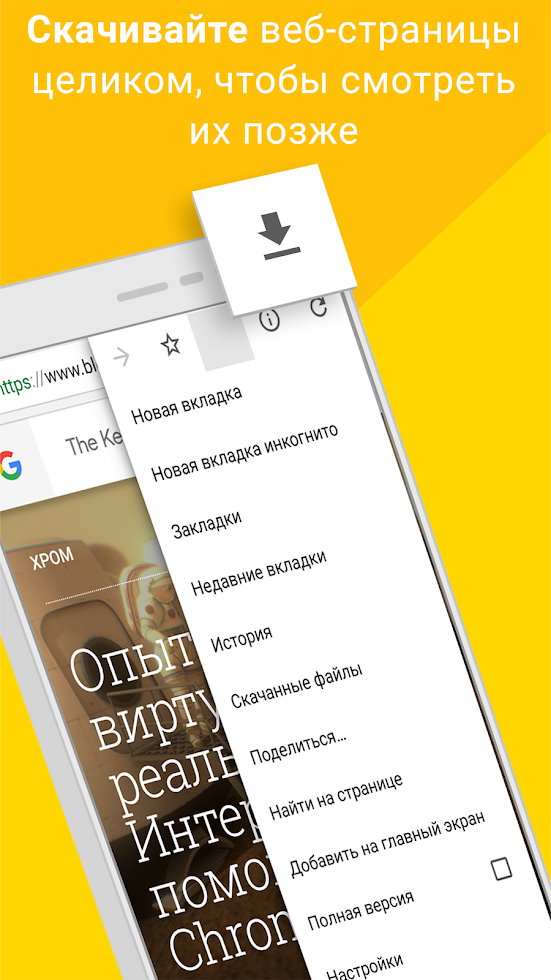 Скачивайте веб-страницы
целиком, чтобы смотреть
их позже
https://www.bl
The Ke
Новая вкладка
Новая вкладка инкогнито
Закладки
Недавние вкладки
История
Скачанные файлы
Поделиться...
Найти на странице
Добавить на главный экран
Полная версия
Настройки
ХРОМ
Опыт
вирту
реаль
Интер
помо
Chron